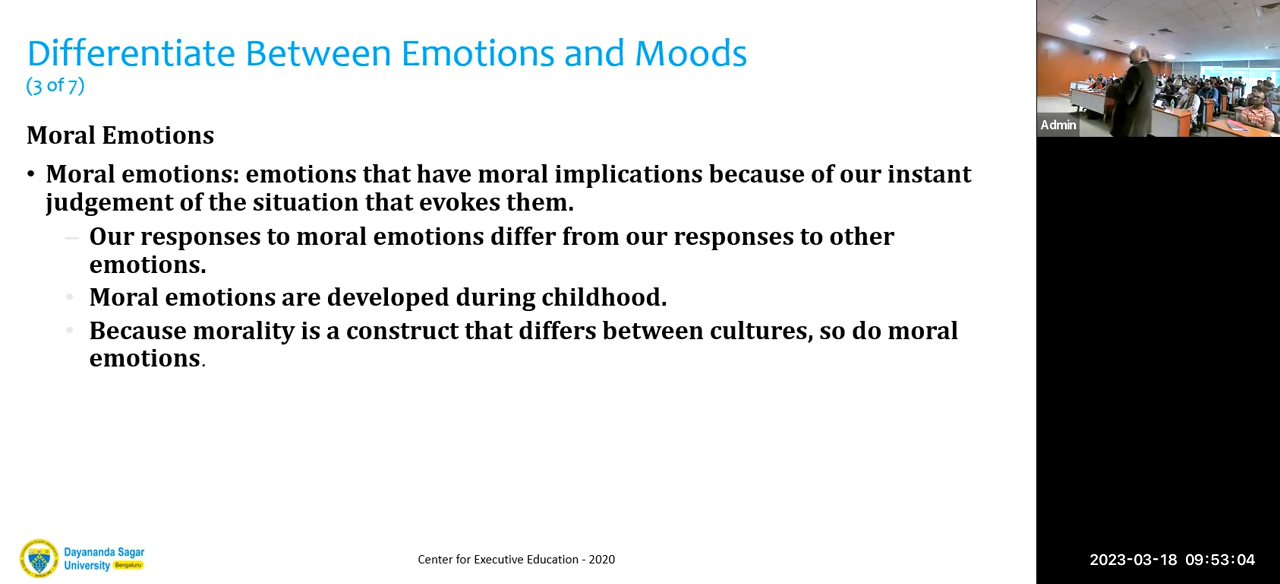 Differentiate Between Emotions and Moods
(3 of 7)
Moral Emotions
• Moral emotions: emotions that have moral implications because of our instant
judgement of the situation that evokes them.
– Our responses to moral emotions differ from our responses to other
emotions.
• Moral emotions are developed during childhood.
• Because morality is a construct that differs between cultures, so do moral
emotions.
Admin
Dayananda Sagar
University Bengaluru
Center for Executive Education - 2020
2023-03-18 09:53:04